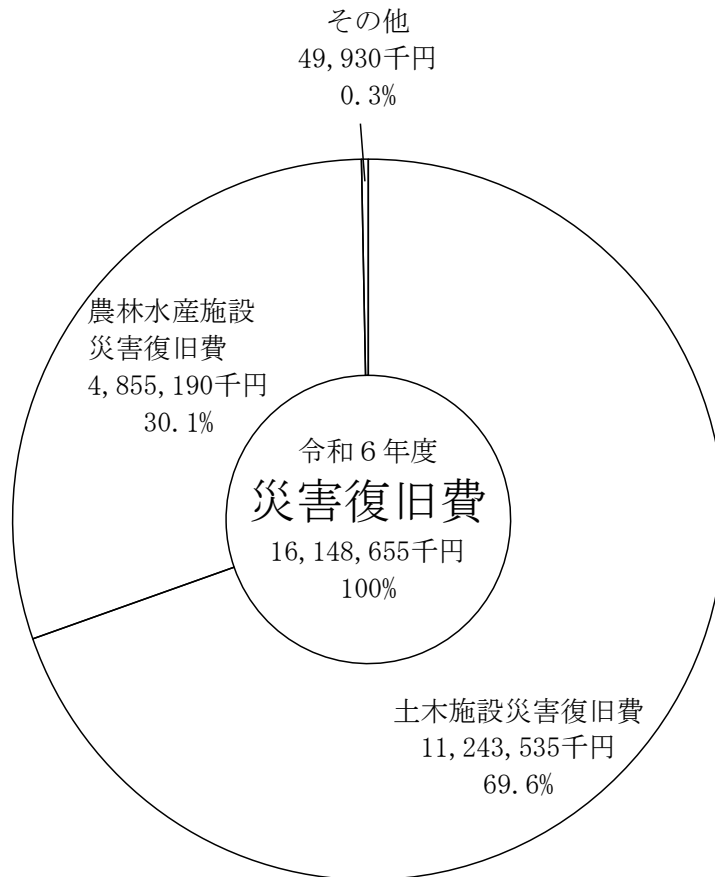 その他
49,930千円
0.3%
農林水産施設
災害復旧費
4,855,190千円
30.1%
令和６年度
災害復旧費
16,148,655千円
100%
土木施設災害復旧費
11,243,535千円
69.6%